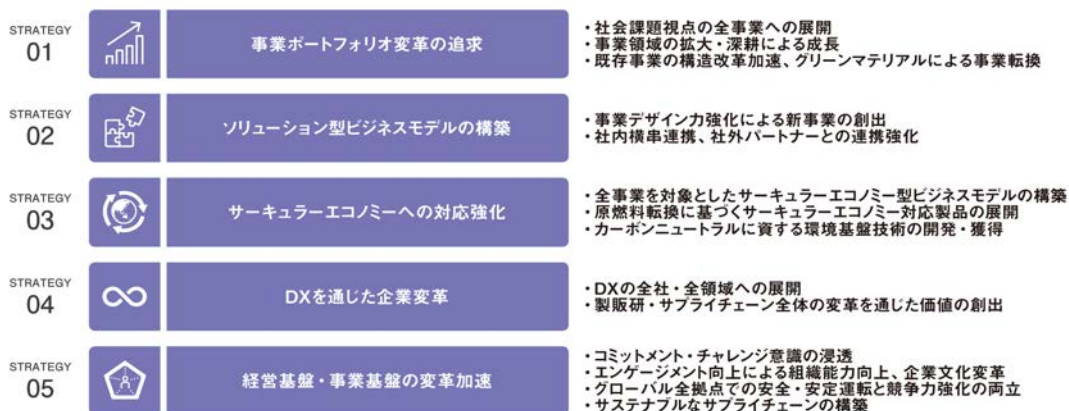 STRATEGY
01
事業ポートフォリオ変革の追求
・社会課題視点の全事業への展開
・事業領域の拡大・深耕による成長
・既存事業の構造改革加速、グリーンマテリアルによる事業転換
STRATEGY
02
ソリューション型ビジネスモデルの構築
・事業デザイン力強化による新事業の創出
・社内横串連携、社外パートナーとの連携強化
STRATEGY
03
サーキュラーエコノミーへの対応強化
・全事業を対象としたサーキュラーエコノミー型ビジネスモデルの構築
・原燃料転換に基づくサーキュラーエコノミー対応製品の展開
・カーボンニュートラルに資する環境基盤技術の開発・獲得
STRATEGY
04
DXを通じた企業変革
・DXの全社・全領域への展開
・製販研・サプライチェーン全体の変革を通じた価値の創出
STRATEGY
05
経営基盤・事業基盤の変革加速
・コミットメント・チャレンジ意識の浸透
・エンゲージメント向上による組織能力向上、企業文化変革
・グローバル全拠点での安全・安定運転と競争力強化の両立
・サステナブルなサプライチェーンの構築